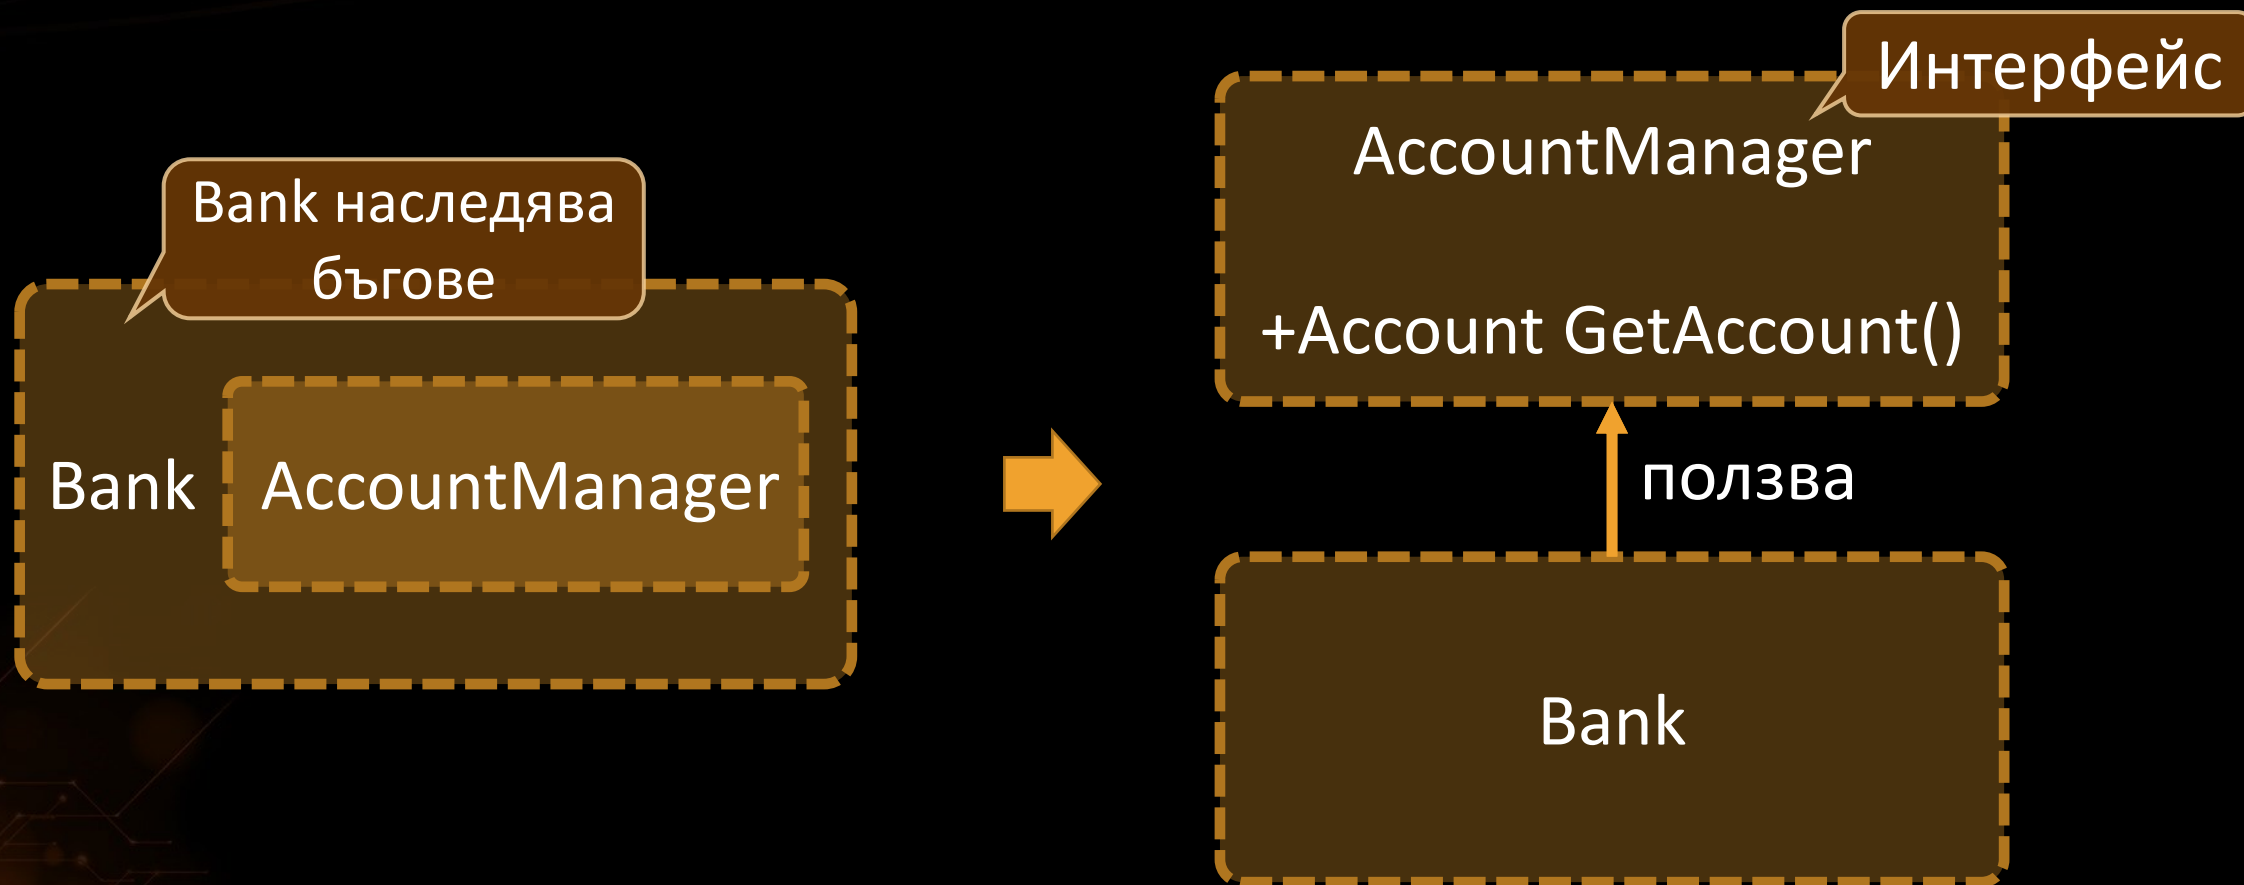 Bank наследява
бъгове
Bank
AccountManager
Интерфейс
AccountManager
+Account GetAccount()
ползва
Bank